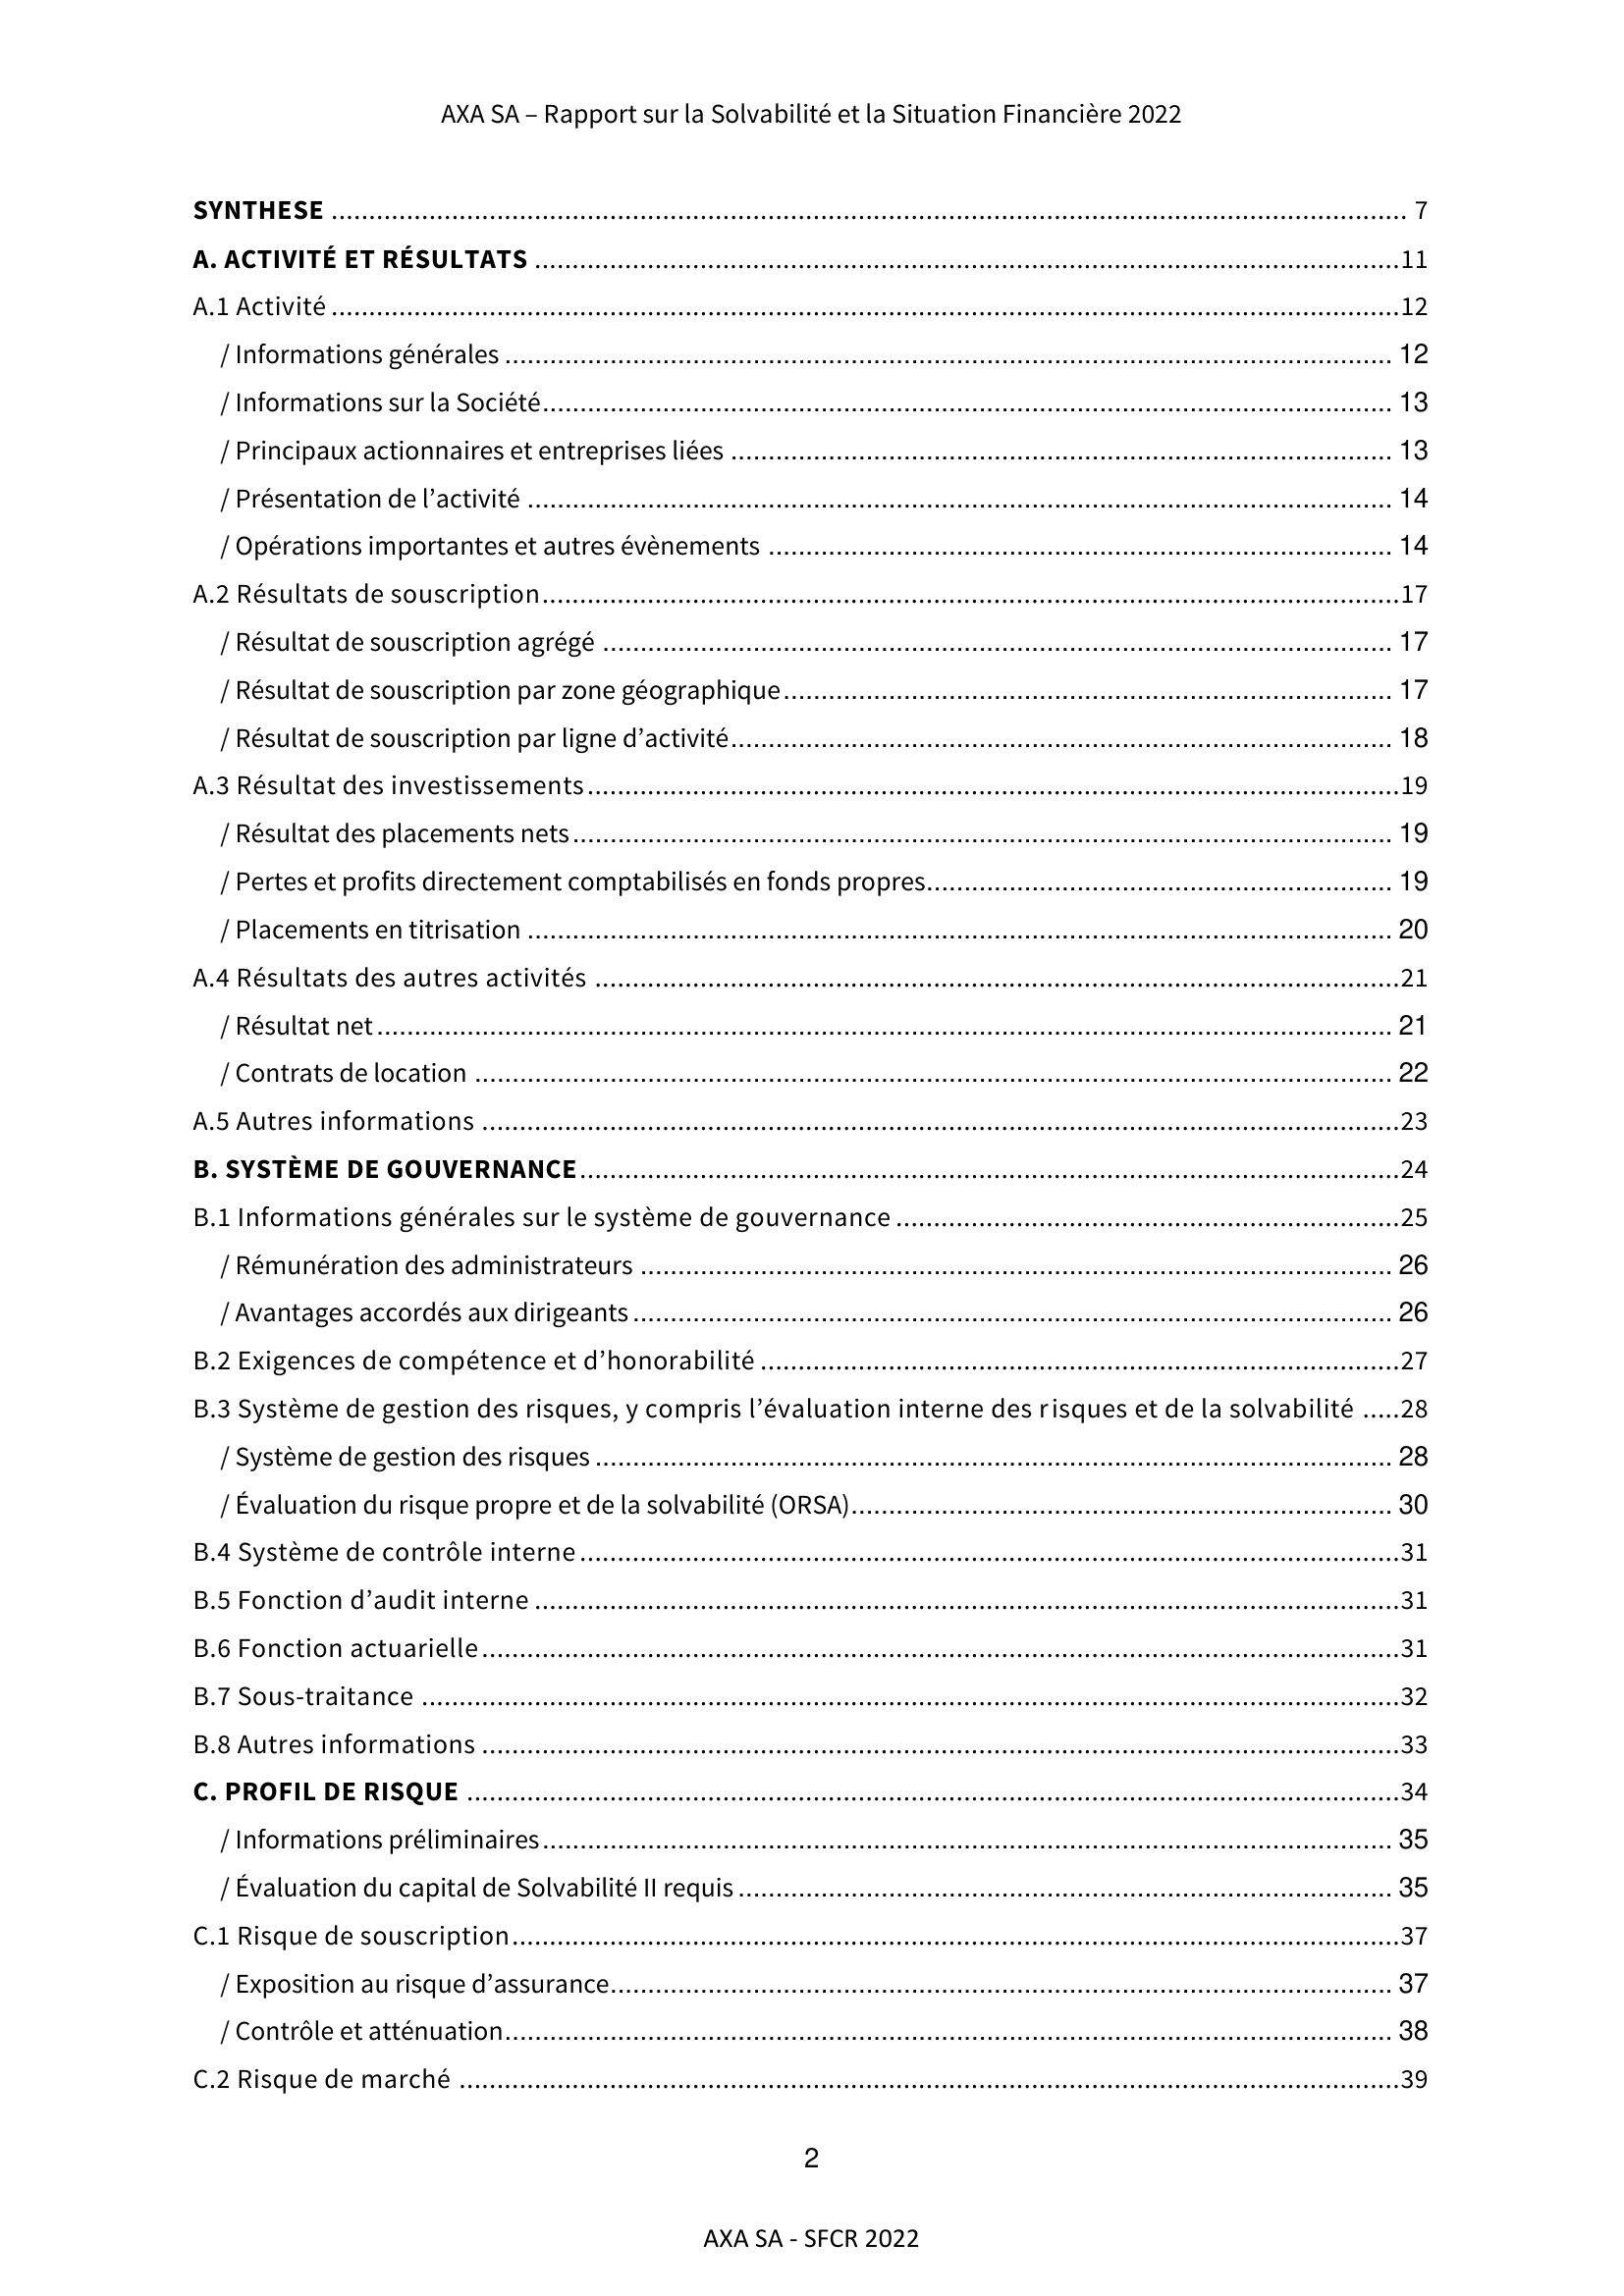 AXA SA – Rapport sur la Solvabilité et la Situation Financière 2022
SYNTHESE ........ 7
A. ACTIVITÉ ET RÉSULTATS ........ 11
A.1 Activité ........ 12
/ Informations générales ........ 12
/ Informations sur la Société ........ 13
/ Principaux actionnaires et entreprises liées ........ 13
/ Présentation de l’activité ........ 14
/ Opérations importantes et autres évènements ........ 14
A.2 Résultats de souscription ........ 17
/ Résultat de souscription agrégé ........ 17
/ Résultat de souscription par zone géographique ........ 17
/ Résultat de souscription par ligne d’activité ........ 18
A.3 Résultat des investissements ........ 19
/ Résultat des placements nets ........ 19
/ Pertes et profits directement comptabilisés en fonds propres ........ 19
/ Placements en titrisation ........ 20
A.4 Résultats des autres activités ........ 21
/ Résultat net ........ 21
/ Contrats de location ........ 22
A.5 Autres informations ........ 23
B. SYSTÈME DE GOUVERNANCE ........ 24
B.1 Informations générales sur le système de gouvernance ........ 25
/ Rémunération des administrateurs ........ 26
/ Avantages accordés aux dirigeants ........ 26
B.2 Exigences de compétence et d’honorabilité ........ 27
B.3 Système de gestion des risques, y compris l’évaluation interne des risques et de la solvabilité ..... 28
/ Système de gestion des risques ........ 28
/ Évaluation du risque propre et de la solvabilité (ORSA) ........ 30
B.4 Système de contrôle interne ........ 31
B.5 Fonction d’audit interne ........ 31
B.6 Fonction actuarielle ........ 31
B.7 Sous-traitance ........ 32
B.8 Autres informations ........ 33
C. PROFIL DE RISQUE ........ 34
/ Informations préliminaires ........ 35
/ Évaluation du capital de Solvabilité II requis ........ 35
C.1 Risque de souscription ........ 37
/ Exposition au risque d’assurance ........ 37
/ Contrôle et atténuation ........ 38
C.2 Risque de marché ........ 39
2
AXA SA - SFCR 2022